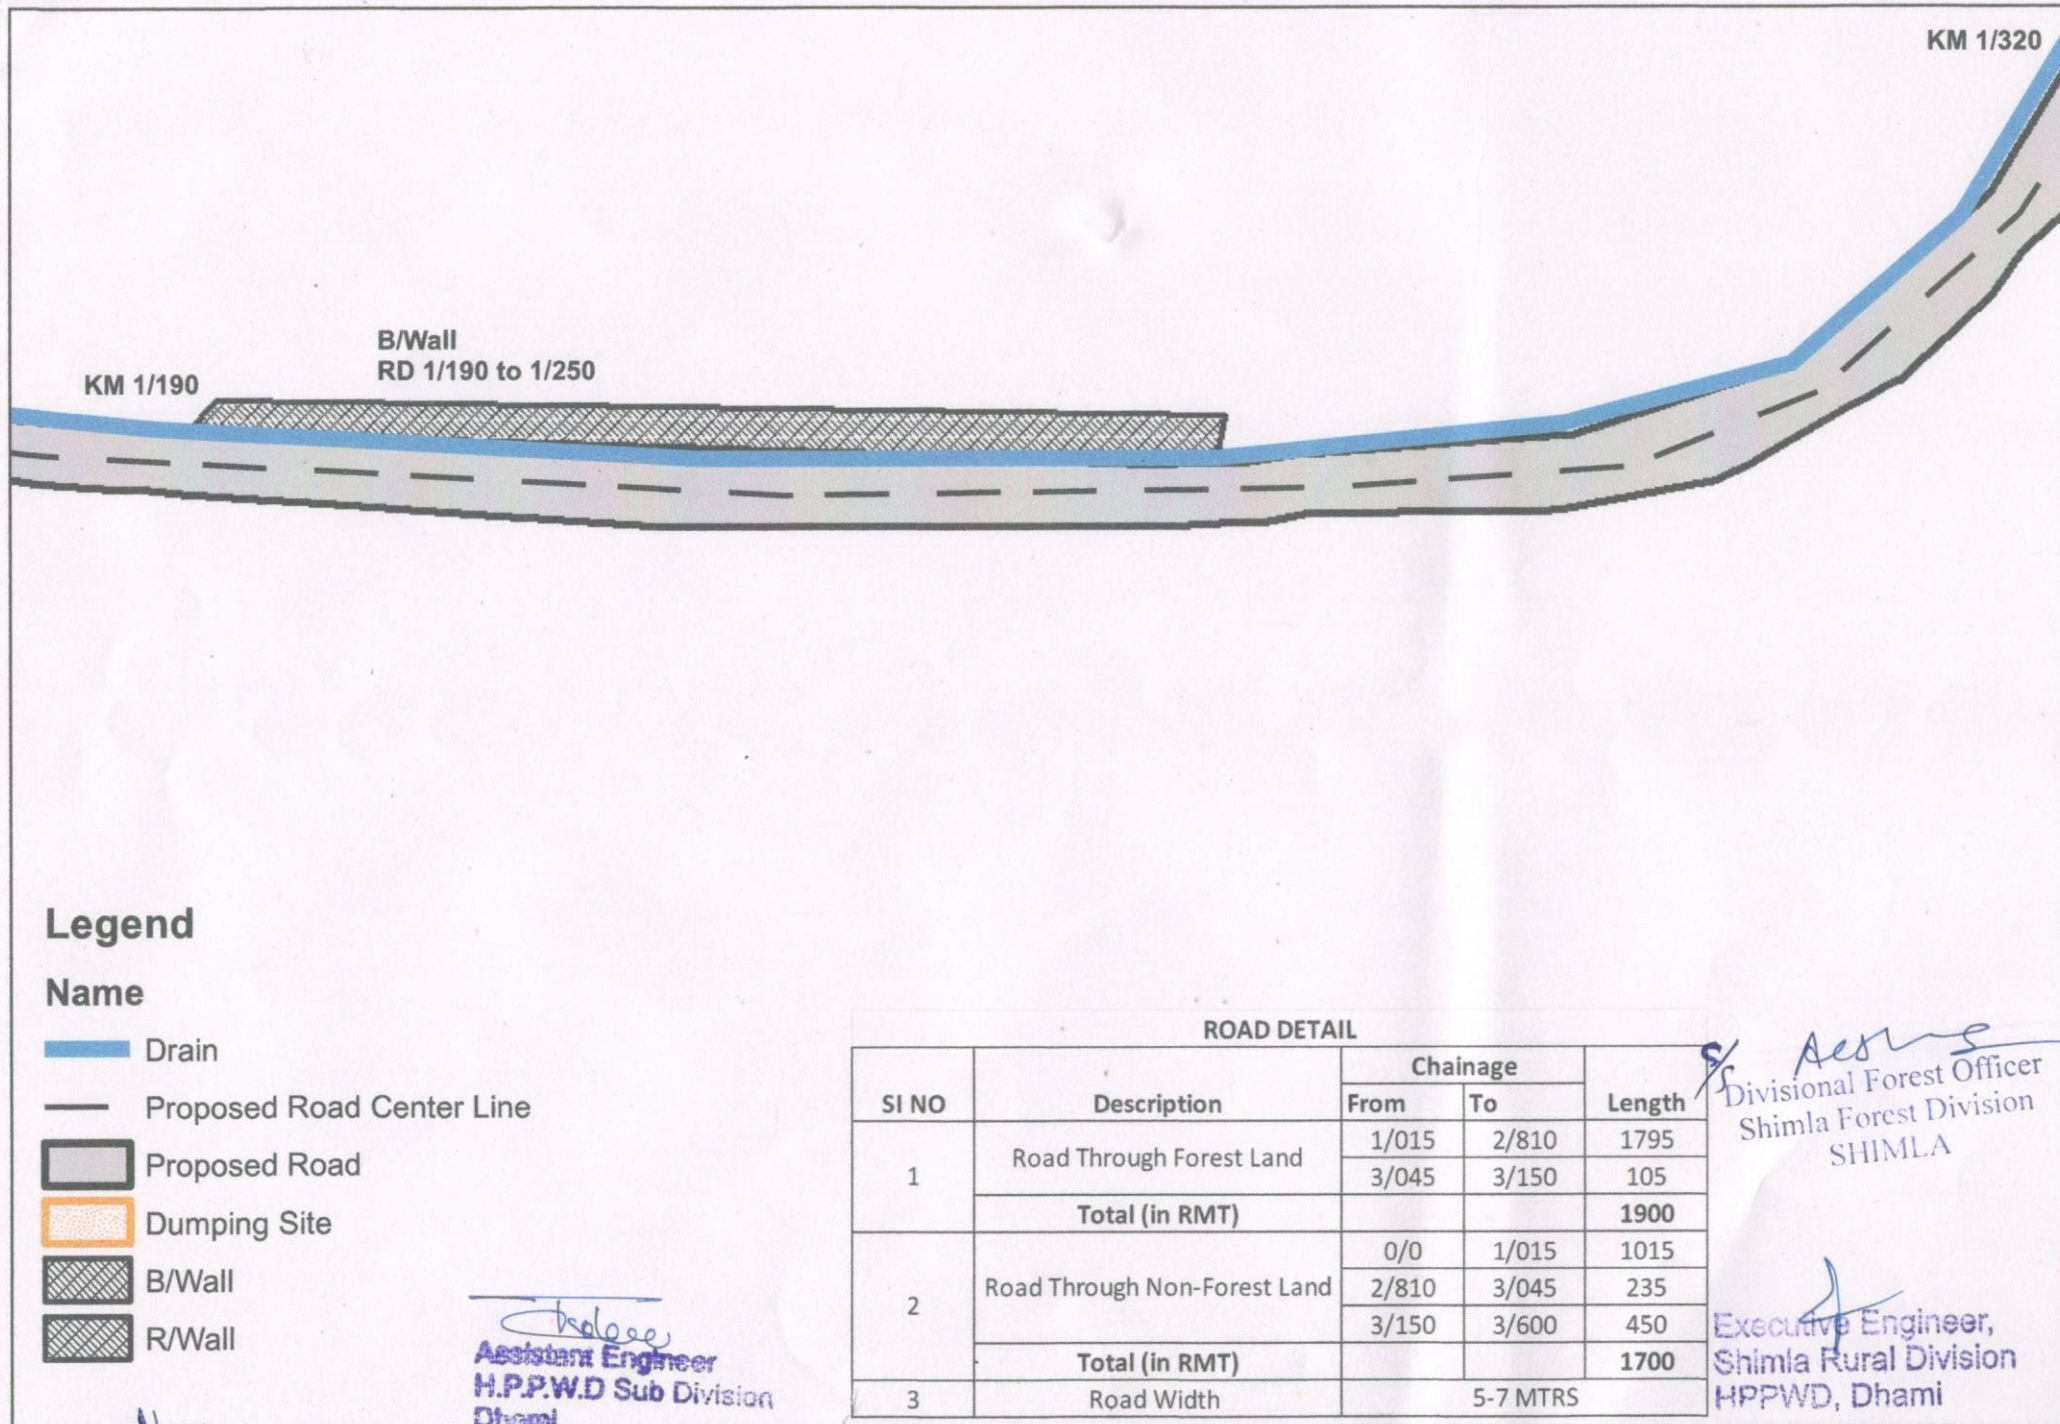 KM 1/320
B/Wall
RD 1/190 to 1/250
KM 1/190
Legend
Name
Drain
Proposed Road Center Line
Proposed Road
Dumping Site
B/Wall
R/Wall
Assistant Engineer
H.P.P.W.D Sub Division
Dhami
ROAD DETAIL
SI NO Description Chainage Length
From To
1 Road Through Forest Land 1/015 2/810 1795
3/045 3/150 105
Total (in RMT) 1900
2 Road Through Non-Forest Land 0/0 1/015 1015
2/810 3/045 235
3/150 3/600 450
Total (in RMT) 1700
3 Road Width 5-7 MTRS
Divisional Forest Officer
Shimla Forest Division
SHIMLA
Executive Engineer,
Shimla Rural Division
HPPWD, Dhami